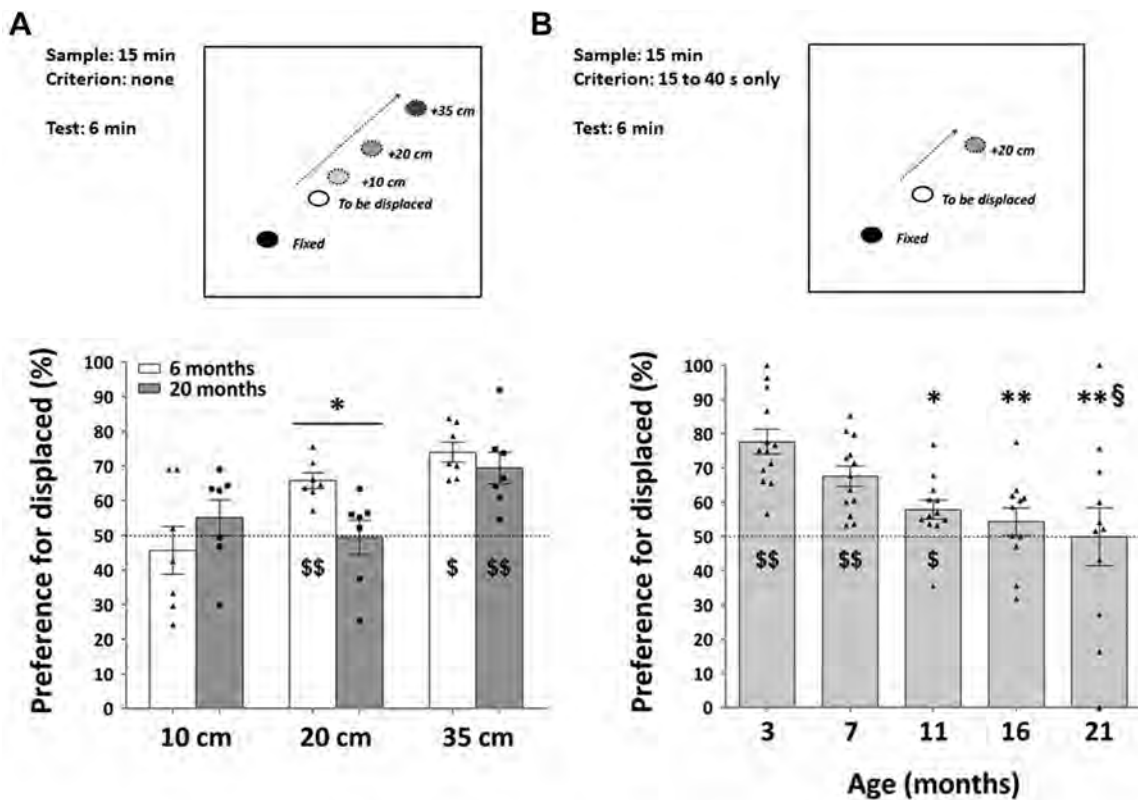 A
Sample: 15 min
Criterion: none
Test: 6 min
+35 cm
+20 cm
+10 cm
To be displaced
Fixed
B
Sample: 15 min
Criterion: 15 to 40 s only
Test: 6 min
+20 cm
To be displaced
Fixed
Preference for displaced (%)
100
90
80
70
60
50
40
30
20
10
0
6 months
20 months
*
$$
$
$$
10 cm
20 cm
35 cm
Preference for displaced (%)
100
90
80
70
60
50
40
30
20
10
0
*
**
**§
$$
$$
$
3
7
11
16
21
Age (months)